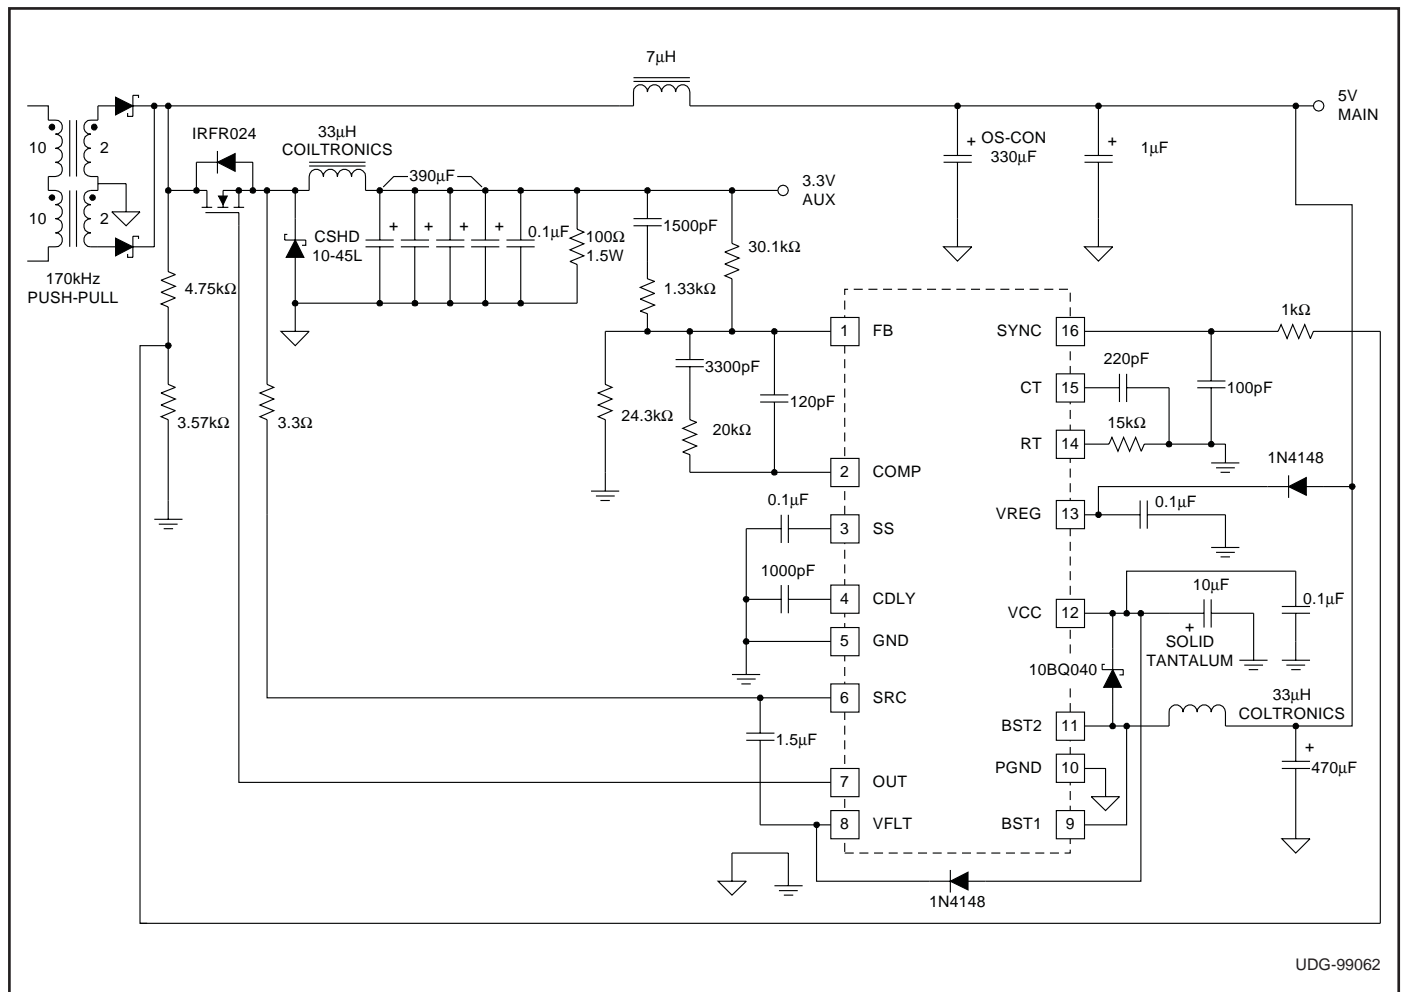 7µH
5V
MAIN
10
2
10
2
170kHz
PUSH-PULL
IRFR024
33µH
COILTRONICS
390µF
+
+
+
+
0.1µF
CSHD
10-45L
100Ω
1.5W
3.3V
AUX
1500pF
1.33kΩ
30.1kΩ
+
OS-CON
330µF
+
1µF
4.75kΩ
3.57kΩ
3.3Ω
24.3kΩ
3300pF
20kΩ
120pF
1 FB
2 COMP
0.1µF
3 SS
1000pF
4 CDLY
5 GND
6 SRC
1.5µF
7 OUT
8 VFLT
SYNC 16
1kΩ
220pF
CT 15
100pF
15kΩ
RT 14
1N4148
VREG 13
0.1µF
VCC 12
10µF
+
SOLID
TANTALUM
0.1µF
10BQ040
BST2 11
33µH
COLTRONICS
+
470µF
PGND 10
BST1 9
1N4148
UDG-99062